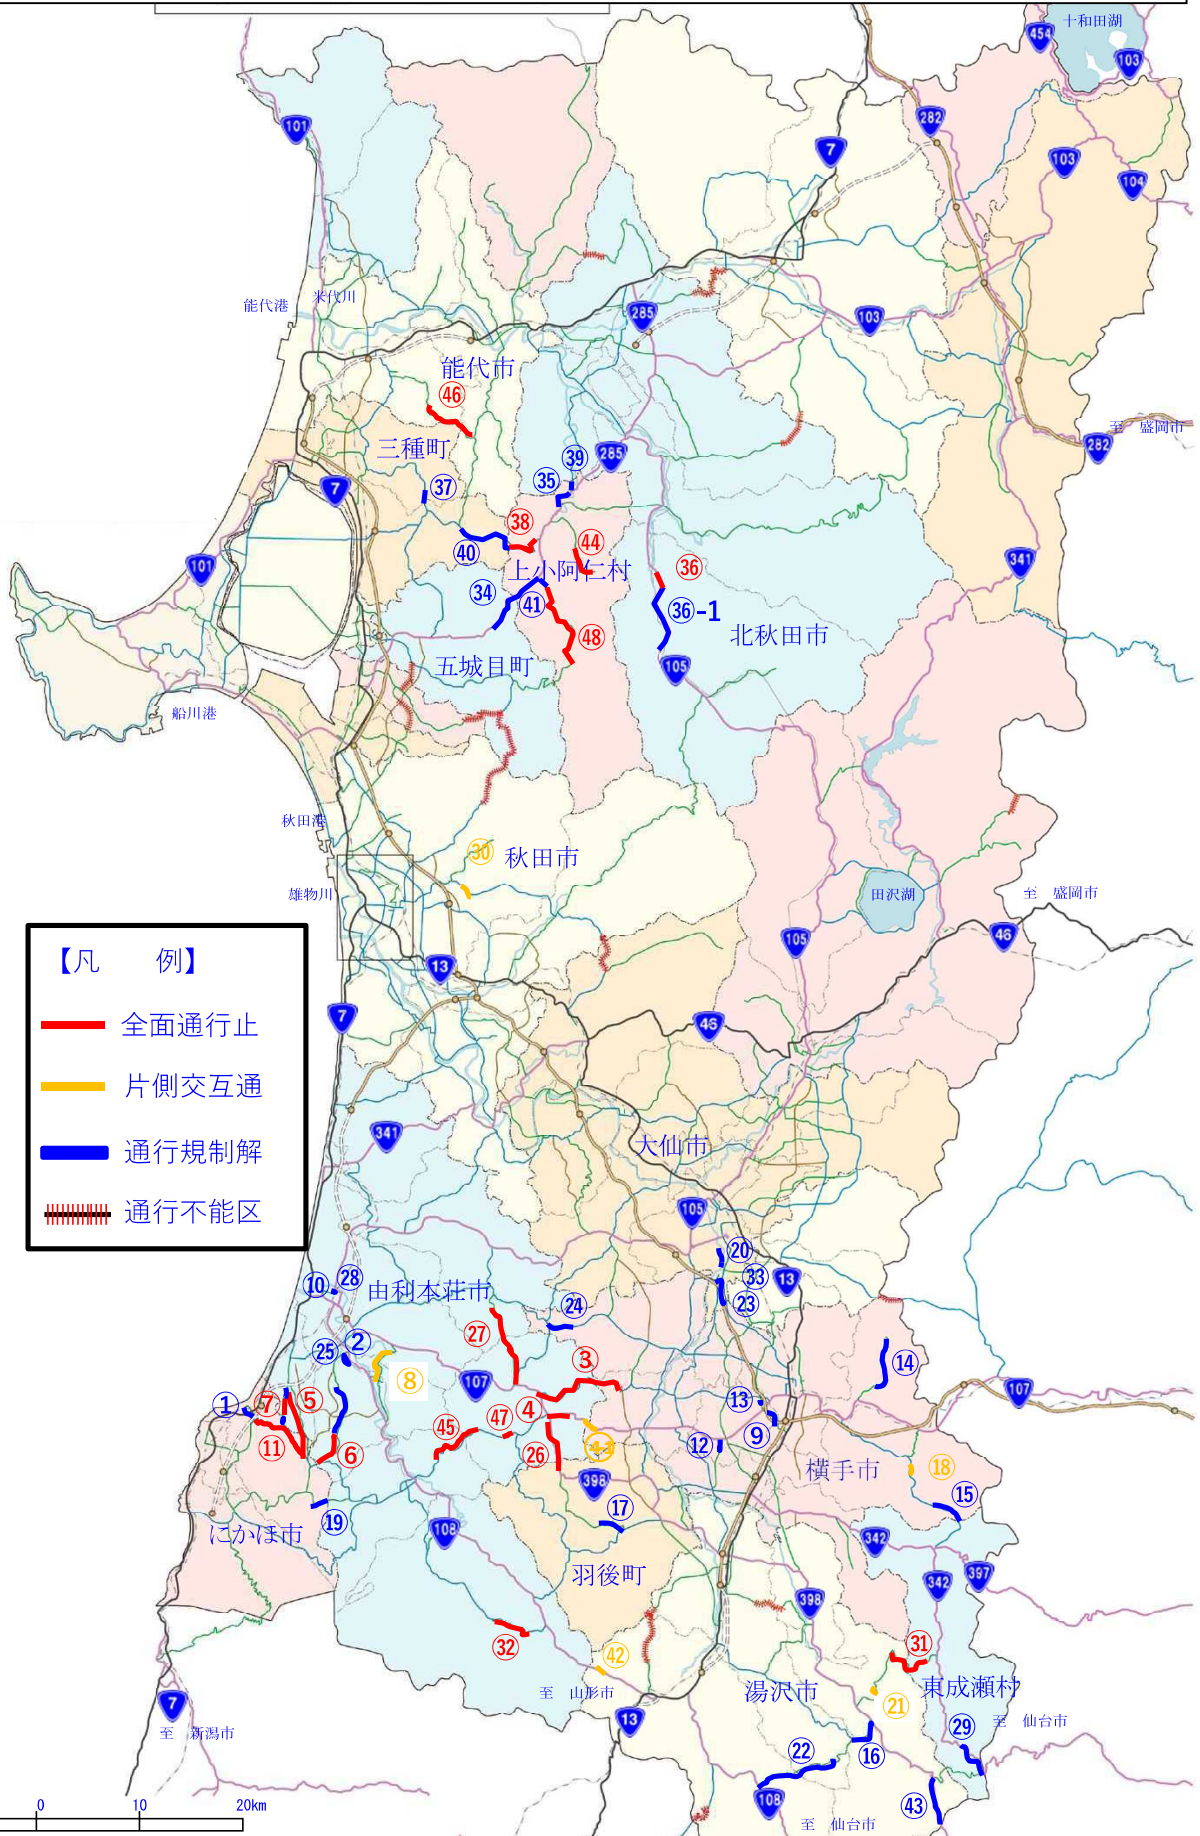 十和田湖
454
103
101
282
7
103
104
能代港
米代川
285
103
能代市
㊻
三種町
至 盛岡市
282
㊴
285
㉟
㊲
7
㊳
㊵
㊹
上小阿仁村
101
341
㊱
㉞
㊶
㊱-1
北秋田市
㊽
五城目町
105
船川港
秋田港
㉚
秋田市
雄物川
田沢湖
至 盛岡市
46
105
13
【凡 例】
全面通行止
片側交互通
通行規制解
通行不能区
7
46
341
大仙市
105
⑳
㉝
13
㉓
⑩
㉘
由利本荘市
㉔
㉗
②
㉕
③
⑧
⑭
107
107
①
⑦
⑤
④
⑬
⑨
⑪
⑥
㊺
㊼
㉖
⑫
横手市
⑱
398
⑮
⑲
⑰
にかほ市
108
342
羽後町
342
397
398
㉜
㉛
㊷
至 山形市
湯沢市
東成瀬村
㉑
7
至 新潟市
13
㉙
至 仙台市
㉒
⑯
108
㊸
至 仙台市
0 10 20km